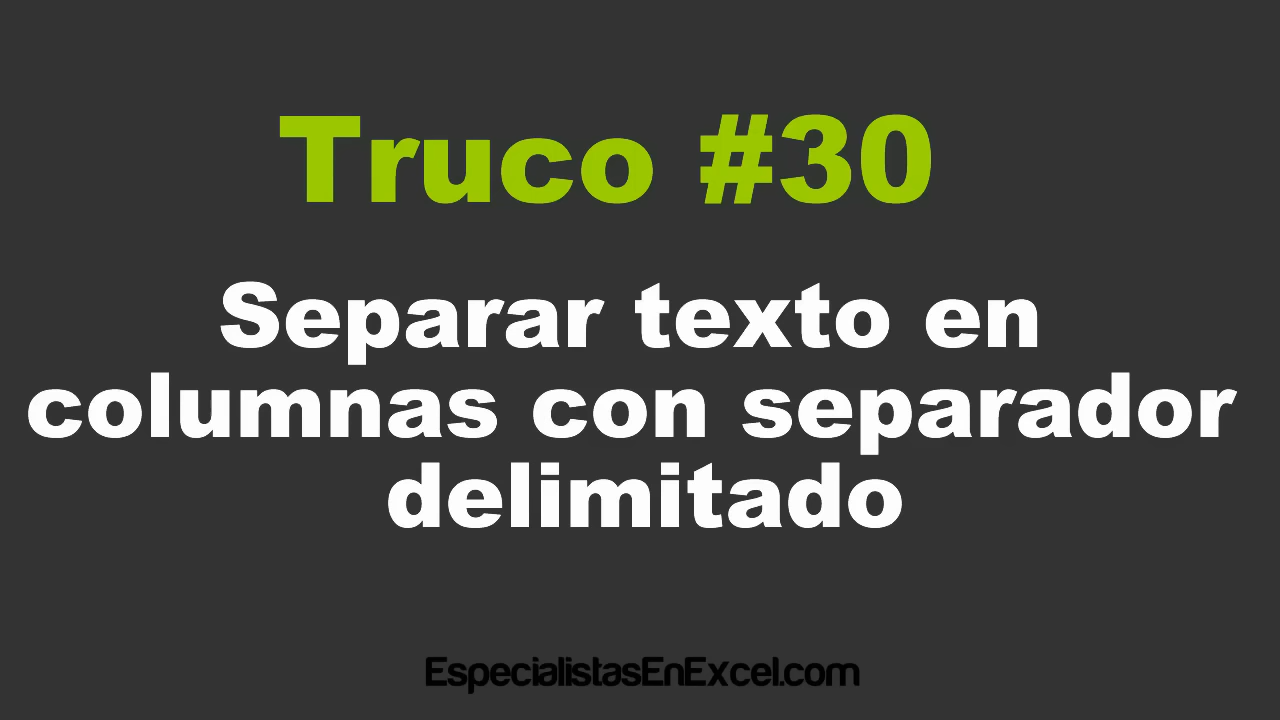 Truco #30
Separar texto en
columnas con separador
delimitado
EspecialistasEnExcel.com